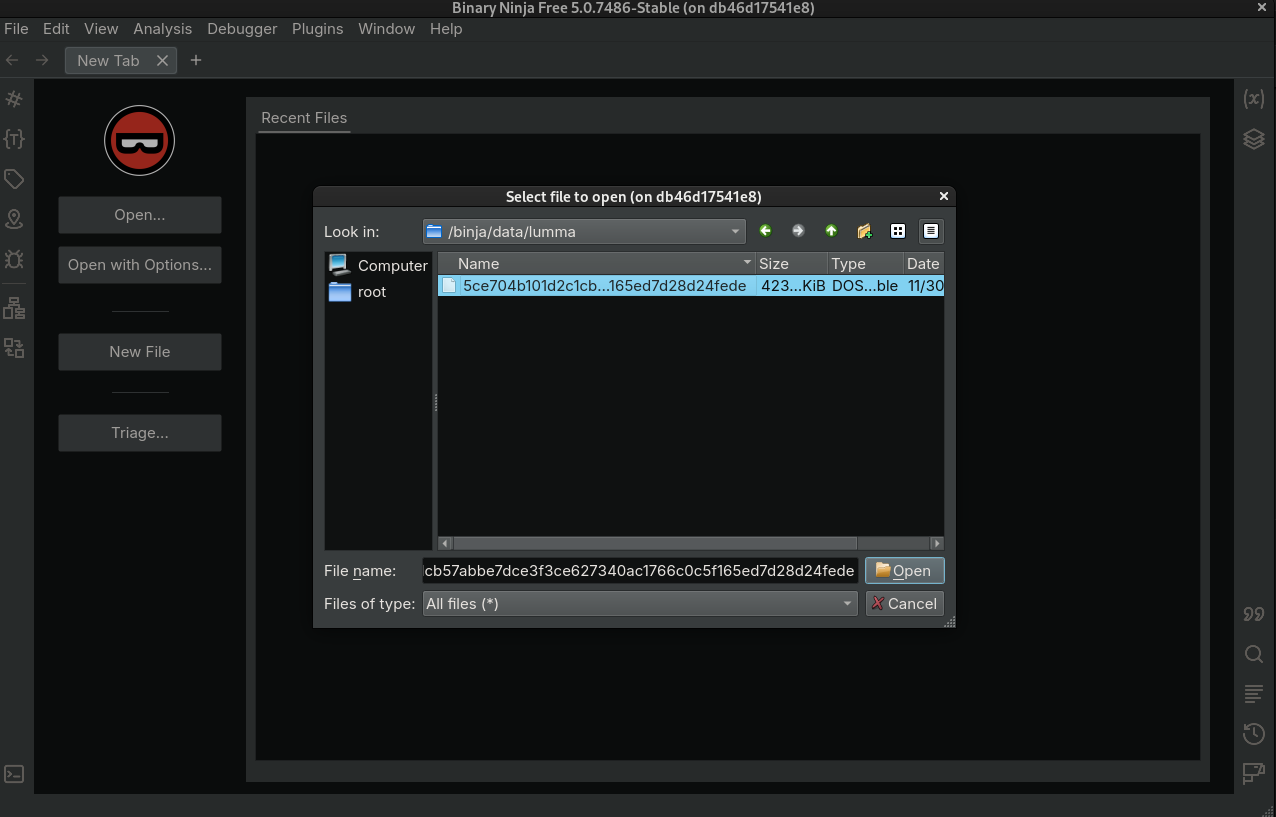 Binary Ninja Free 5.0.7486-Stable (on db46d17541e8)
File Edit View Analysis Debugger Plugins Window Help
New Tab
Recent Files
Open...
Open with Options...
New File
Triage...
Select file to open (on db46d17541e8)
Look in: /binja/data/lumma
Computer
root
Name Size Type Date
5ce704b101d2c1cb...165ed7d28d24fede 423...KiB DOS...ble 11/30
File name: cb57abbe7dce3f3ce627340ac1766c0c5f165ed7d28d24fede Open
Files of type: All files (*) Cancel